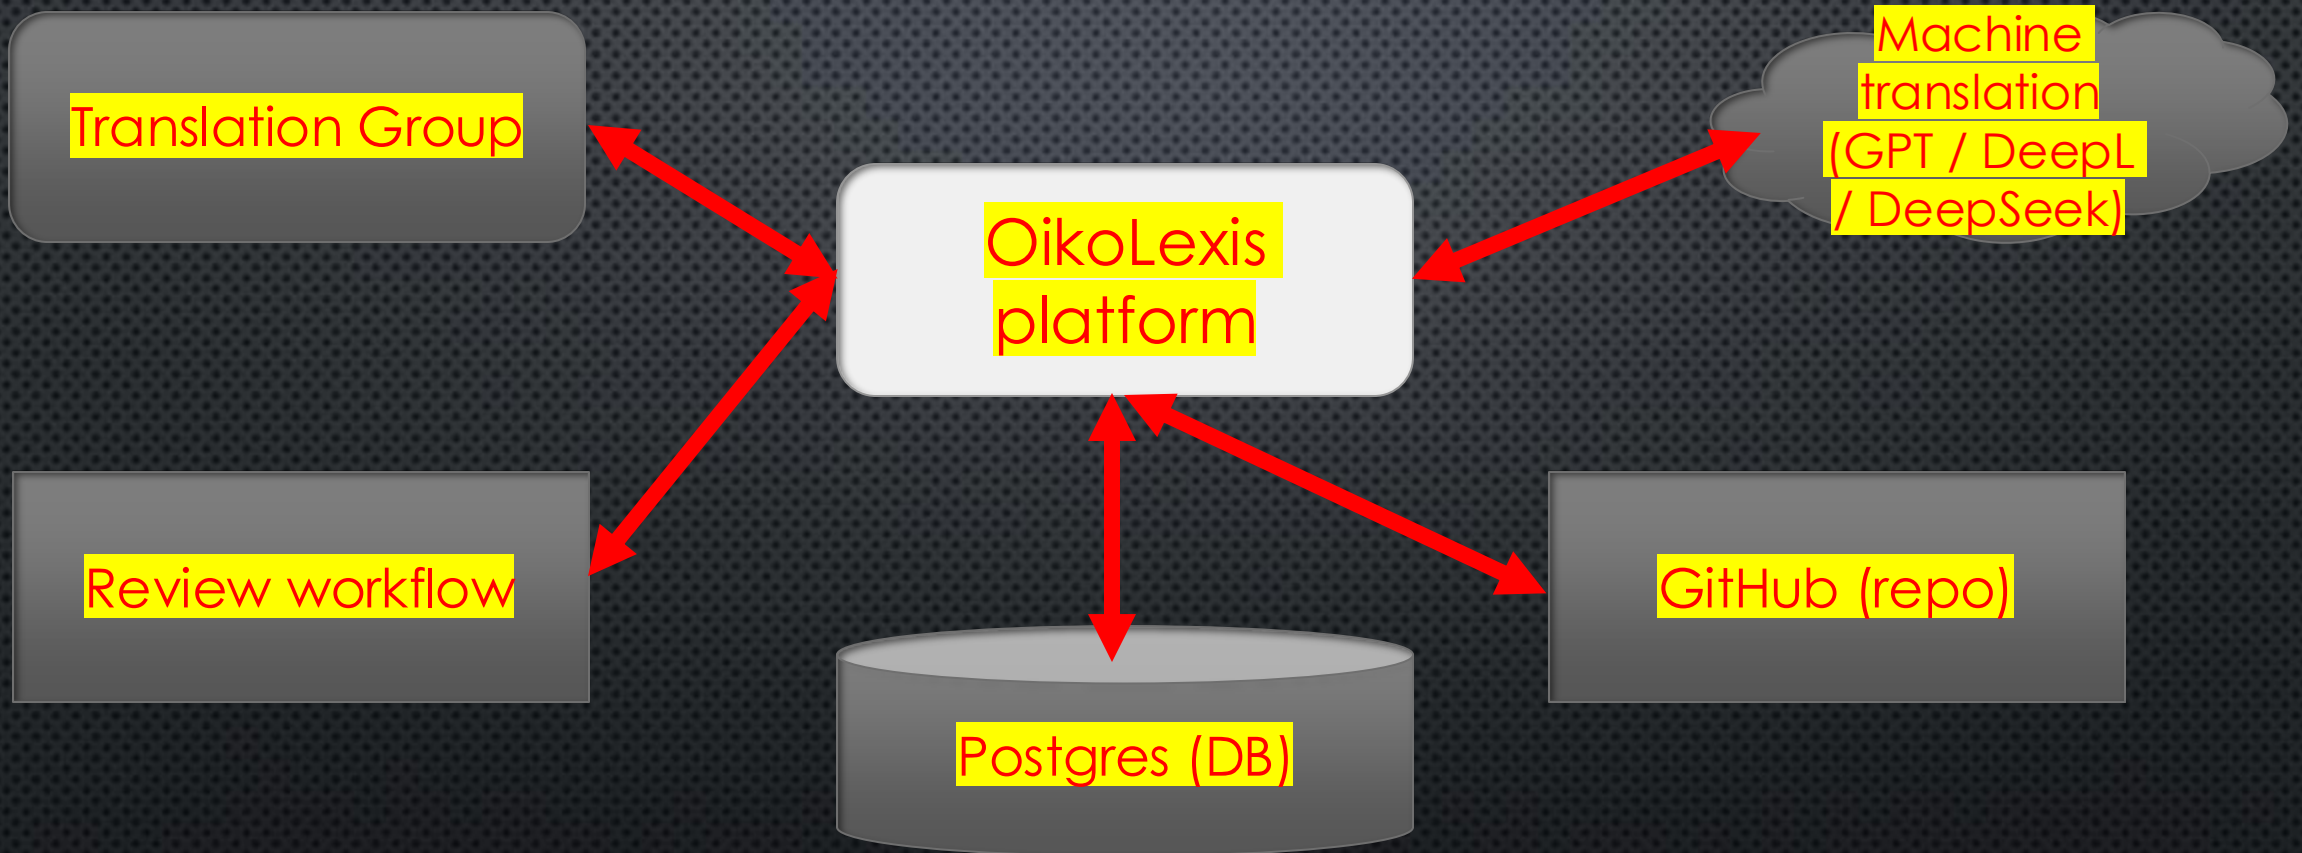 Translation Group
Machine
translation
(GPT / DeepL
/ DeepSeek)
OikoLexis
platform
Review workflow
GitHub (repo)
Postgres (DB)